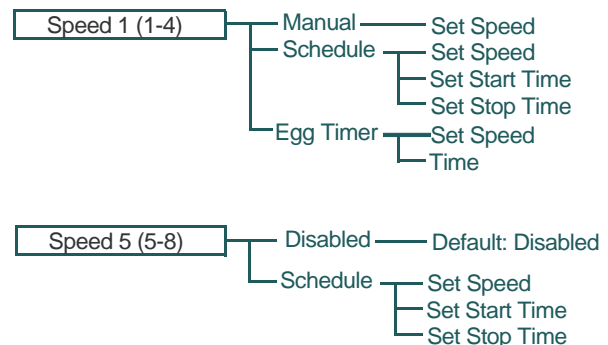 Speed 1 (1-4) Manual Set Speed
Schedule Set Speed
Set Start Time
Set Stop Time
Egg Timer Set Speed
Time
Speed 5 (5-8) Disabled Default: Disabled
Schedule Set Speed
Set Start Time
Set Stop Time